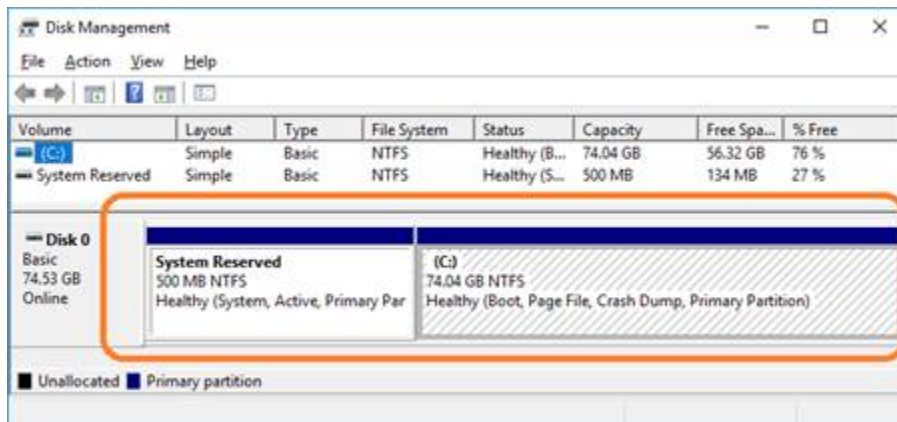 Disk Management
File Action View Help
Volume Layout Type File System Status Capacity Free Spa... % Free
(C:) Simple Basic NTFS Healthy (B... 74.04 GB 56.32 GB 76 %
System Reserved Simple Basic NTFS Healthy (S... 500 MB 134 MB 27 %
Disk 0
Basic
74.53 GB
Online
System Reserved
500 MB NTFS
Healthy (System, Active, Primary Par
(C:)
74.04 GB NTFS
Healthy (Boot, Page File, Crash Dump, Primary Partition)
Unallocated Primary partition